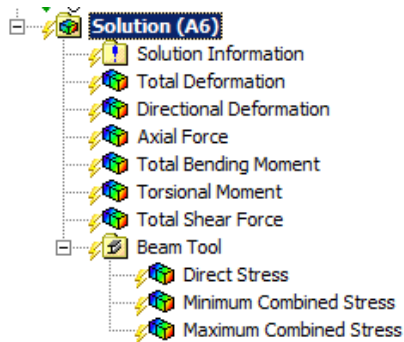 Solution (A6)
Solution Information
Total Deformation
Directional Deformation
Axial Force
Total Bending Moment
Torsional Moment
Total Shear Force
Beam Tool
Direct Stress
Minimum Combined Stress
Maximum Combined Stress